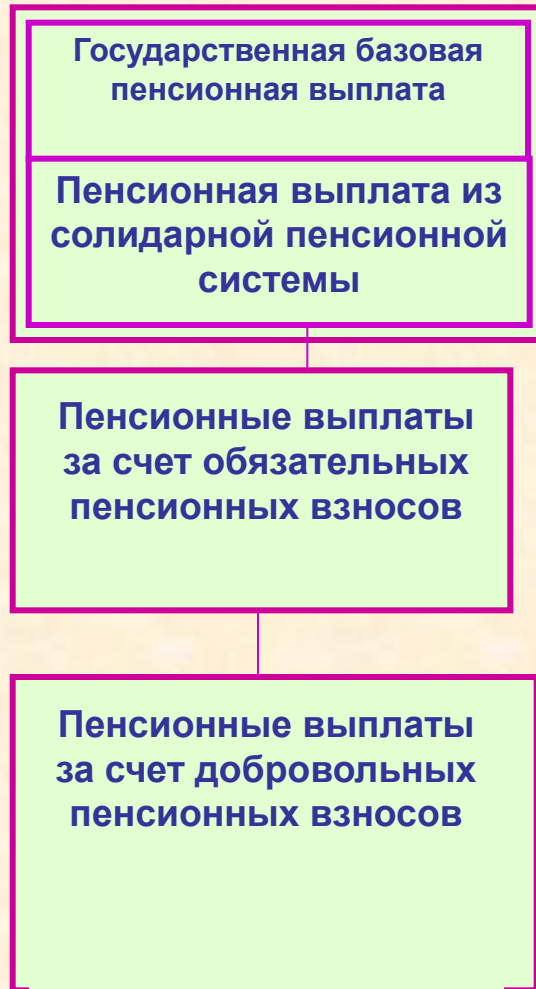 Государственная базовая
пенсионная выплата
Пенсионная выплата из
солидарной пенсионной
системы
Пенсионные выплаты
за счет обязательных
пенсионных взносов
Пенсионные выплаты
за счет добровольных
пенсионных взносов